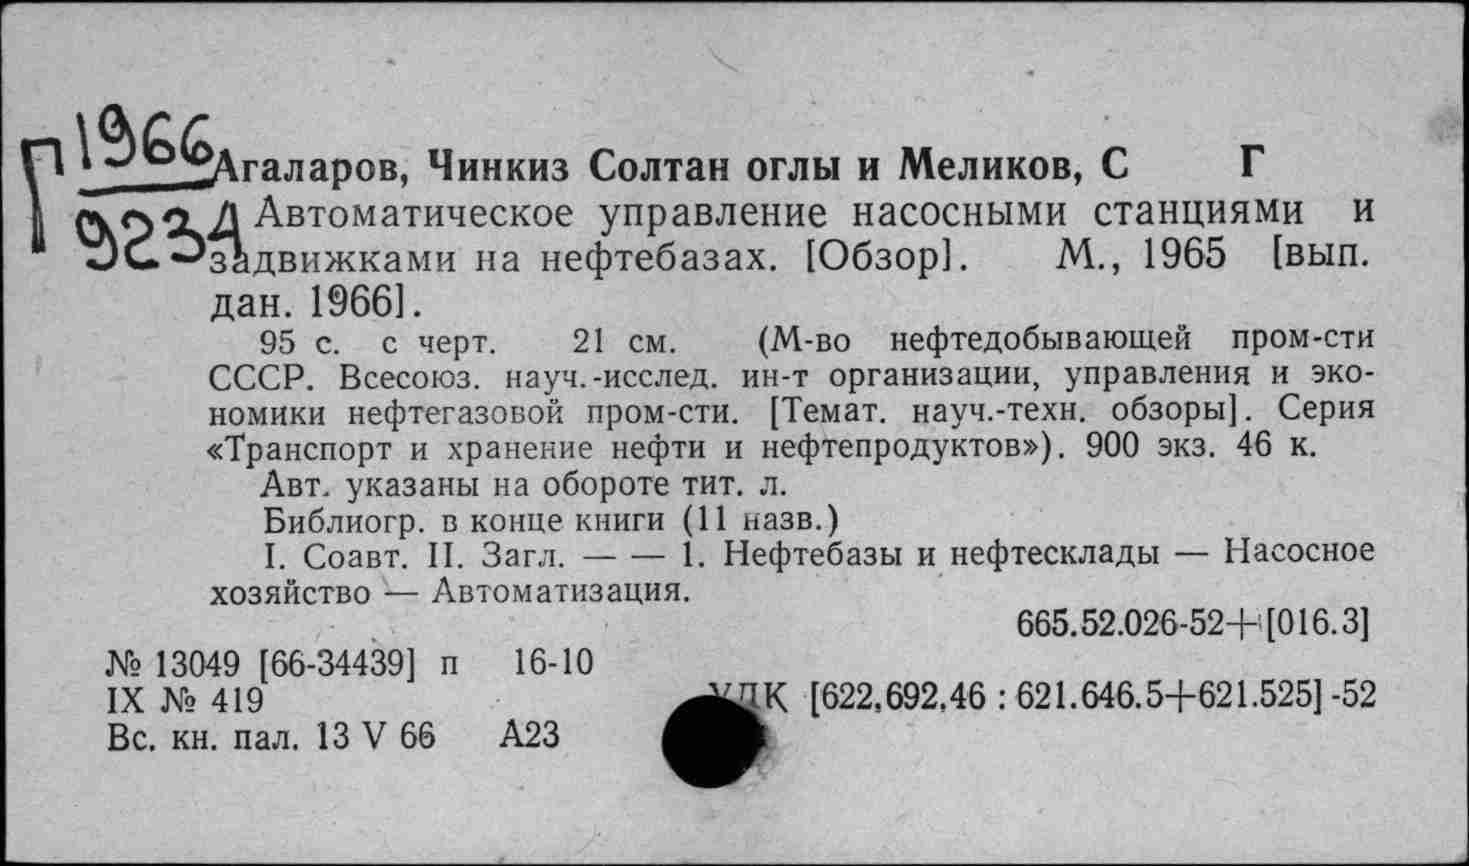 П 1966
923
Агаларов, Чинкиз Солтан оглы и Меликов, С Г
Автоматическое управление насосными станциями и
задвижками на нефтебазах. [Обзор]. М., 1965 [вып.
дан. 1966].
95 с. с черт. 21 см. (М-во нефтедобывающей пром-сти
СССР. Всесоюз. науч.-исслед. ин-т организации, управления и эко-
номики нефтегазовой пром-сти. [Темат. науч.-техн. обзоры]. Серия
«Транспорт и хранение нефти и нефтепродуктов»). 900 экз. 46 к.
Авт. указаны на обороте тит. л.
Библиогр. в конце книги (11 назв.)
I. Соавт. II. Загл. — — 1. Нефтебазы и нефтесклады — Насосное
хозяйство — Автоматизация.
665.52.026-52+[016.3]
№ 13049 [66-34439] п 16-10
IX № 419
УДК [622.692.46 : 621.646.5+621.525] -52
Вс. кн. пал. 13 V 66 А23